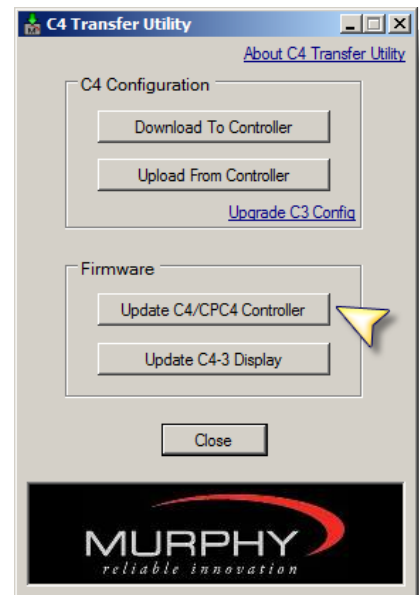 C4 Transfer Utility
About C4 Transfer Utility
C4 Configuration
Download To Controller
Upload From Controller
Upgrade C3 Config
Firmware
Update C4/CPC4 Controller
Update C4-3 Display
Close
MURPHY
reliable innovation